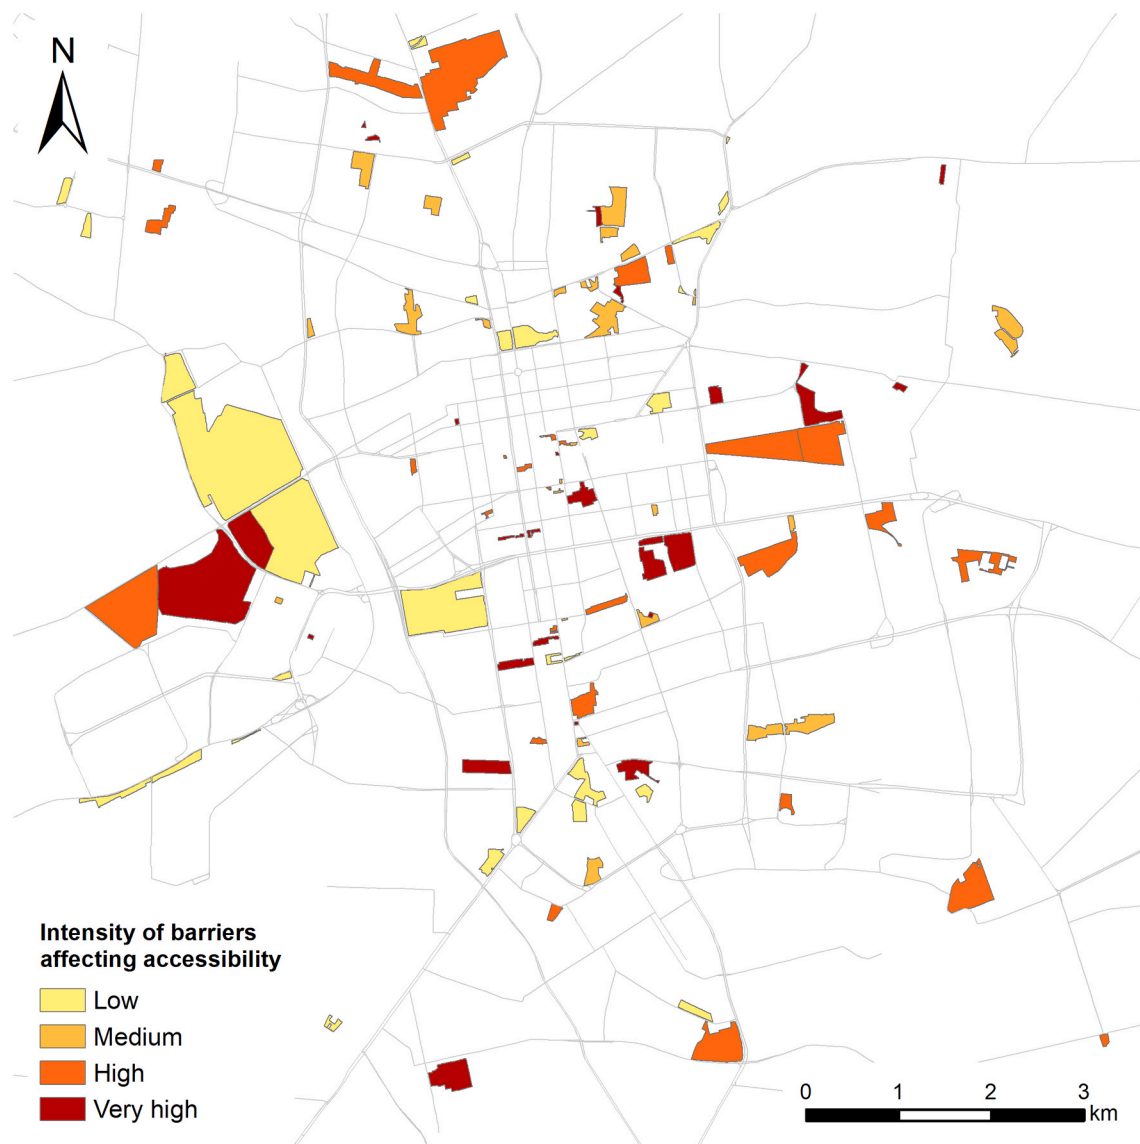 N
Intensity of barriers
affecting accessibility
Low
Medium
High
Very high
0 1 2 3
km